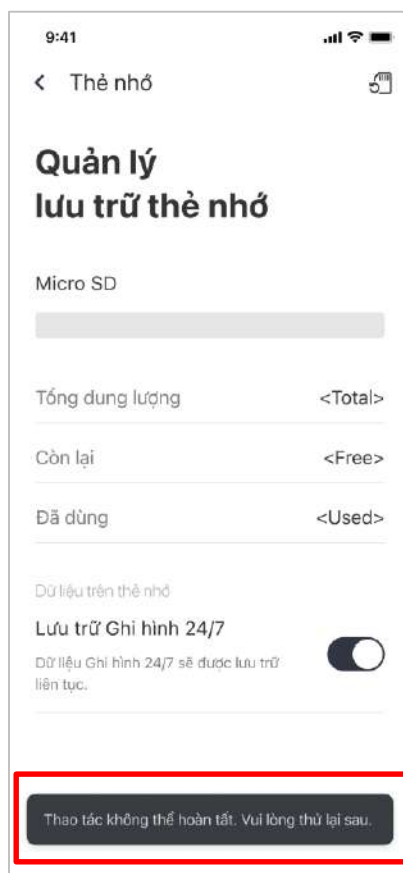 9:41
Thẻ nhớ
Quản lý
lưu trữ thẻ nhớ
Micro SD
Tổng dung lượng <Total>
Còn lại <Free>
Đã dùng <Used>
Dữ liệu trên thẻ nhớ
Lưu trữ Ghi hình 24/7
Dữ liệu Ghi hình 24/7 sẽ được lưu trữ
liên tục.
Thao tác không thể hoàn tất. Vui lòng thử lại sau.